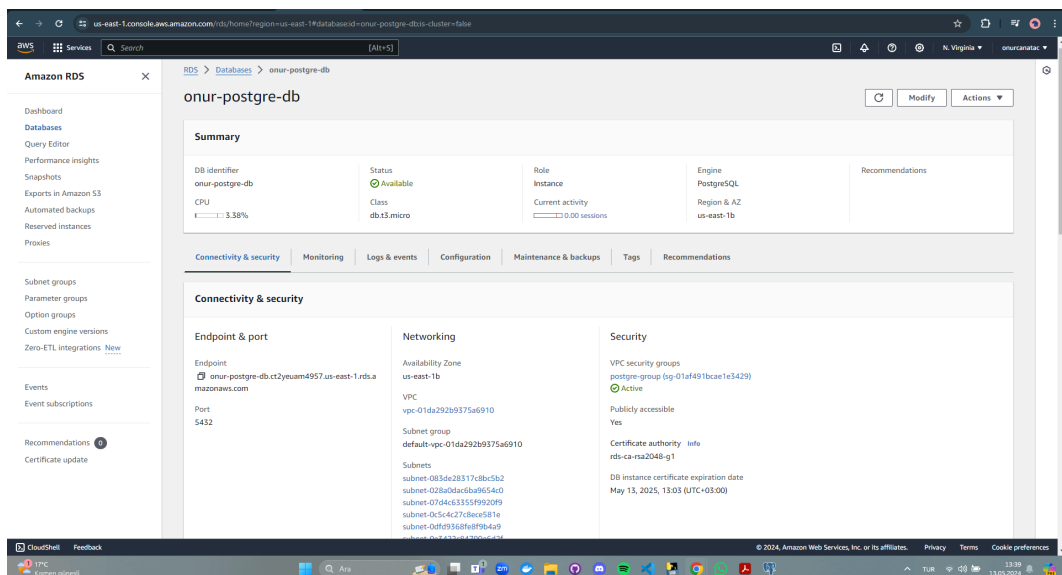 us-east-1.console.aws.amazon.com/rds/home?region=us-east-1#database:id=onur-postgre-db;is-cluster=false
aws
Services
Search
[Alt+S]
N. Virginia
onurcanatac
Amazon RDS
Dashboard
Databases
Query Editor
Performance insights
Snapshots
Exports in Amazon S3
Automated backups
Reserved instances
Proxies
Subnet groups
Parameter groups
Option groups
Custom engine versions
Zero-ETL integrations New
Events
Event subscriptions
Recommendations 0
Certificate update
RDS > Databases > onur-postgre-db
onur-postgre-db
Modify
Actions
Summary
DB identifier
onur-postgre-db
Status
Available
Role
Instance
Engine
PostgreSQL
Recommendations
CPU
3.38%
Class
db.t3.micro
Current activity
0.00 sessions
Region & AZ
us-east-1b
Connectivity & security
Monitoring
Logs & events
Configuration
Maintenance & backups
Tags
Recommendations
Connectivity & security
Endpoint & port
Endpoint
onur-postgre-db.ct2yeuam4957.us-east-1.rds.a
mazonaws.com
Port
5432
Networking
Availability Zone
us-east-1b
VPC
vpc-01da292b9375a6910
Subnet group
default-vpc-01da292b9375a6910
Subnets
subnet-083de28317c8bc5b2
subnet-028a0dac6ba9654c0
subnet-07d4c63355f9920f9
subnet-0c5c4c27c8ece581e
subnet-0dfd9368fe8f9b4a9
Security
VPC security groups
postgre-group (sg-01af491bcae1e3429)
Active
Publicly accessible
Yes
Certificate authority Info
rds-ca-rsa2048-g1
DB instance certificate expiration date
May 13, 2025, 13:03 (UTC+03:00)
CloudShell
Feedback
© 2024, Amazon Web Services, Inc. or its affiliates.
Privacy
Terms
Cookie preferences
17°C
Kısmen güneşli
Ara
TUR
13:39
13.05.2024